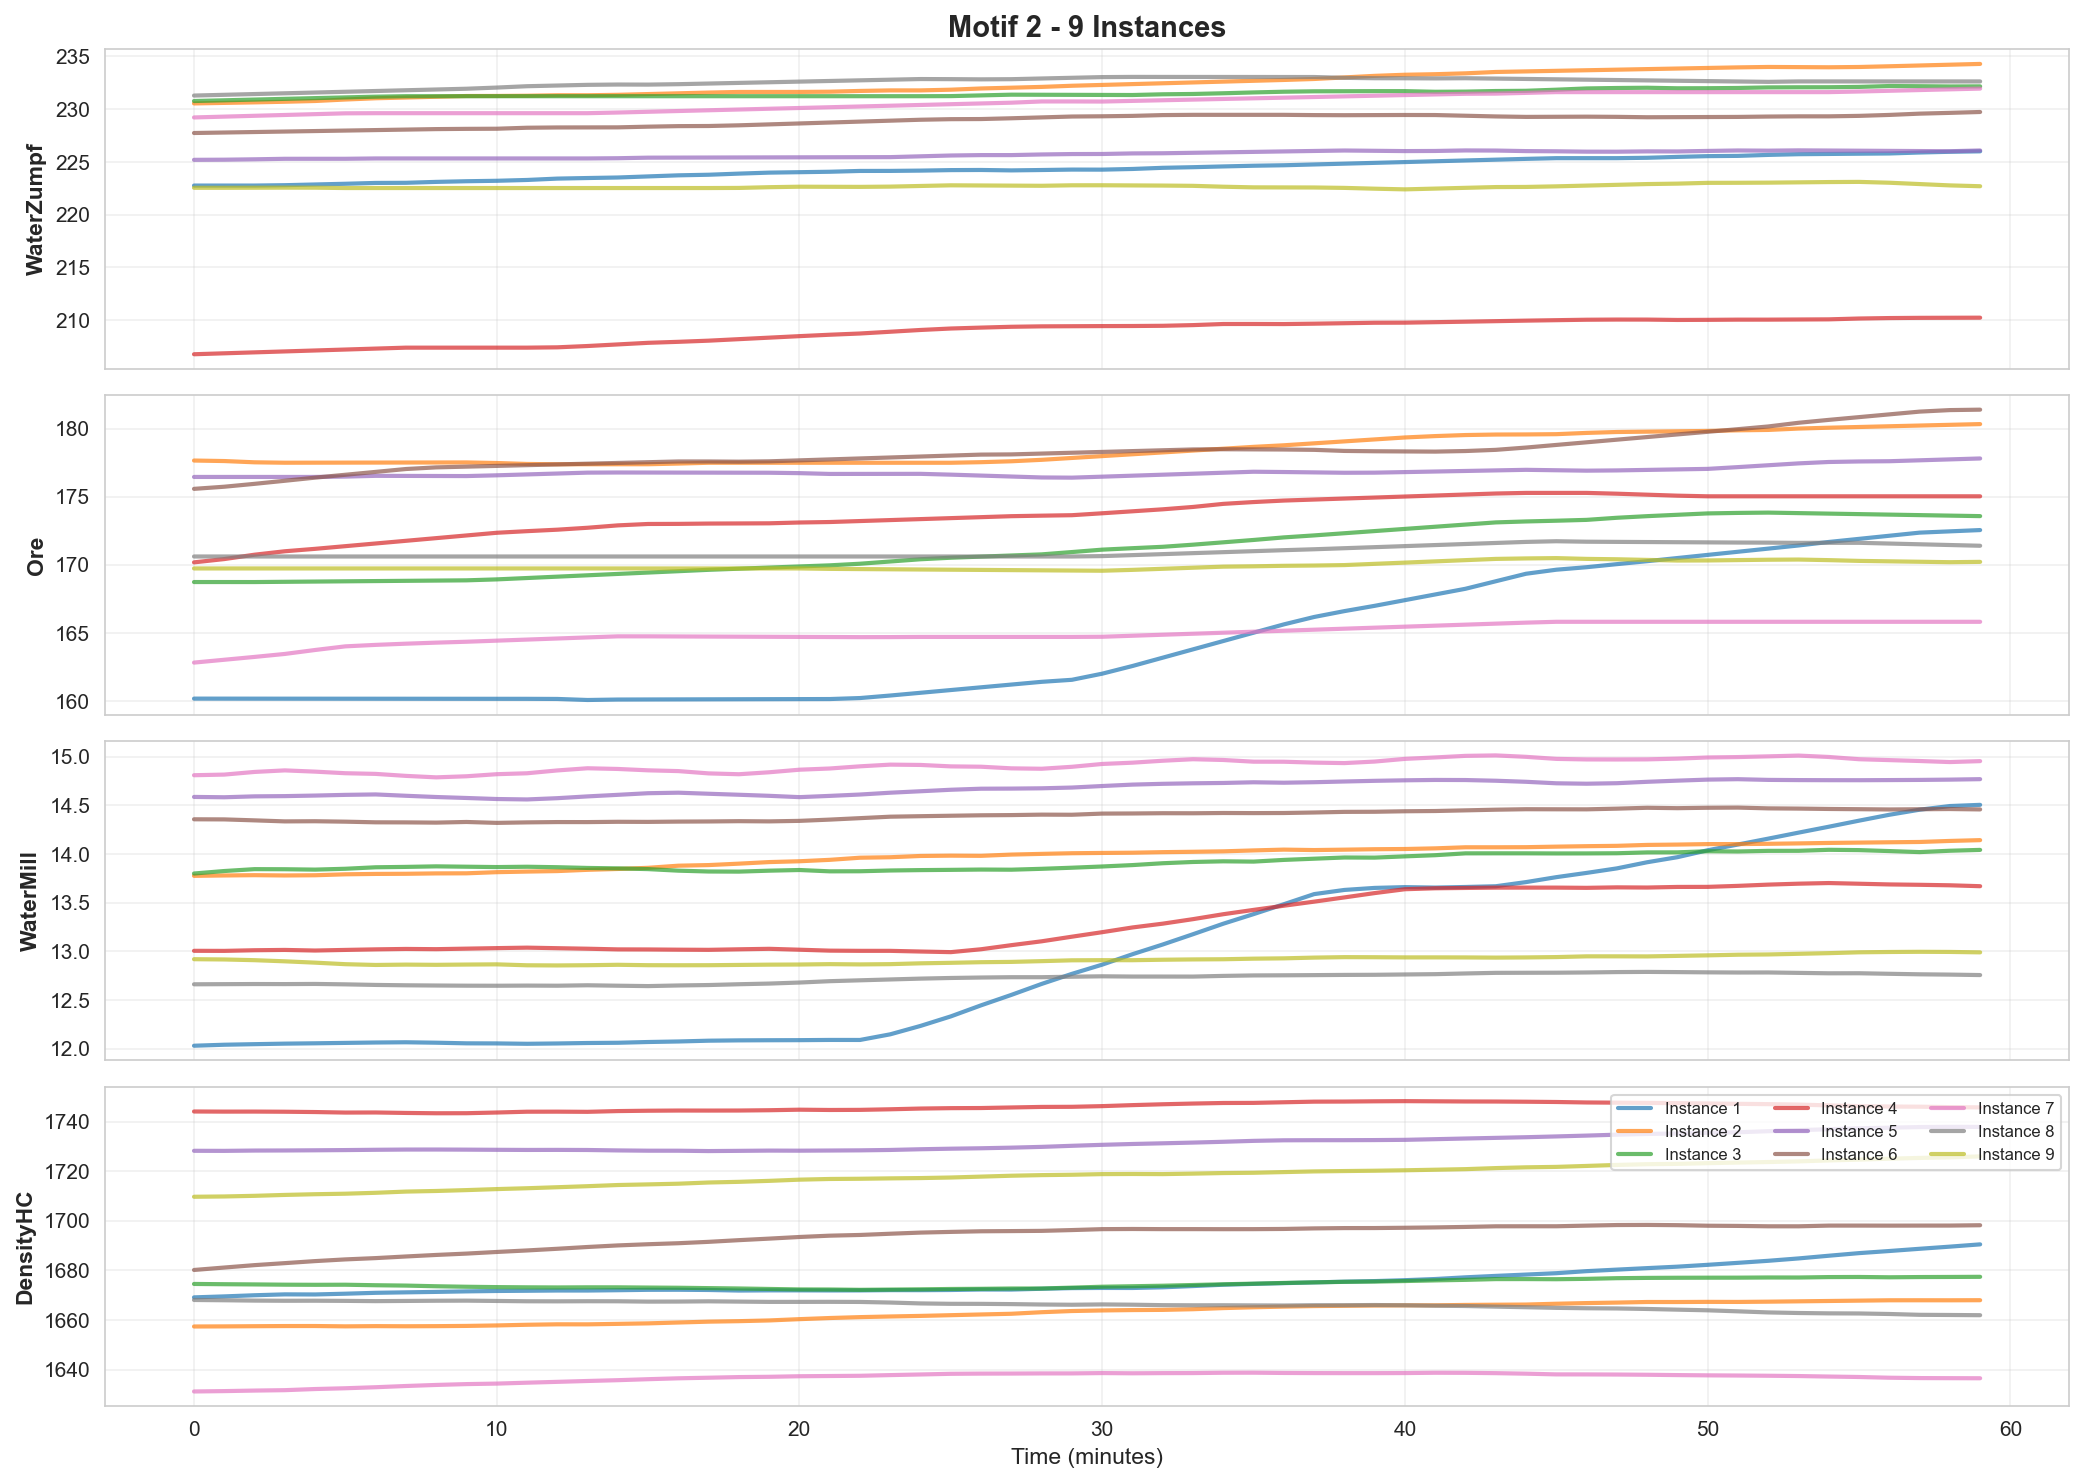 Motif 2 - 9 Instances
235
230
225
220
215
210
WaterZumpf
180
175
170
165
160
Ore
15.0
14.5
14.0
13.5
13.0
12.5
12.0
WaterMill
1740
1720
1700
1680
1660
1640
DensityHC
Instance 1 Instance 4 Instance 7
Instance 2 Instance 5 Instance 8
Instance 3 Instance 6 Instance 9
0 10 20 30 40 50 60
Time (minutes)